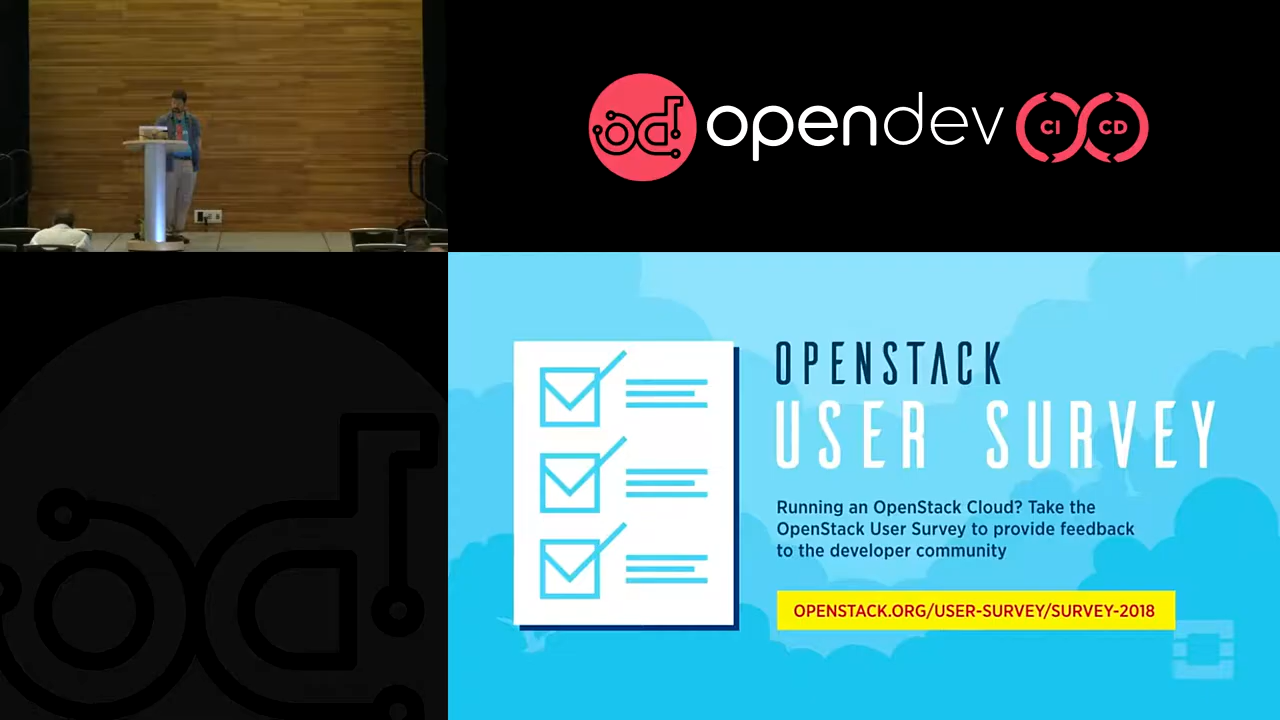 opendev CI CD
OPENSTACK
USER SURVEY
Running an OpenStack Cloud? Take the
OpenStack User Survey to provide feedback
to the developer community
OPENSTACK.ORG/USER-SURVEY/SURVEY-2018